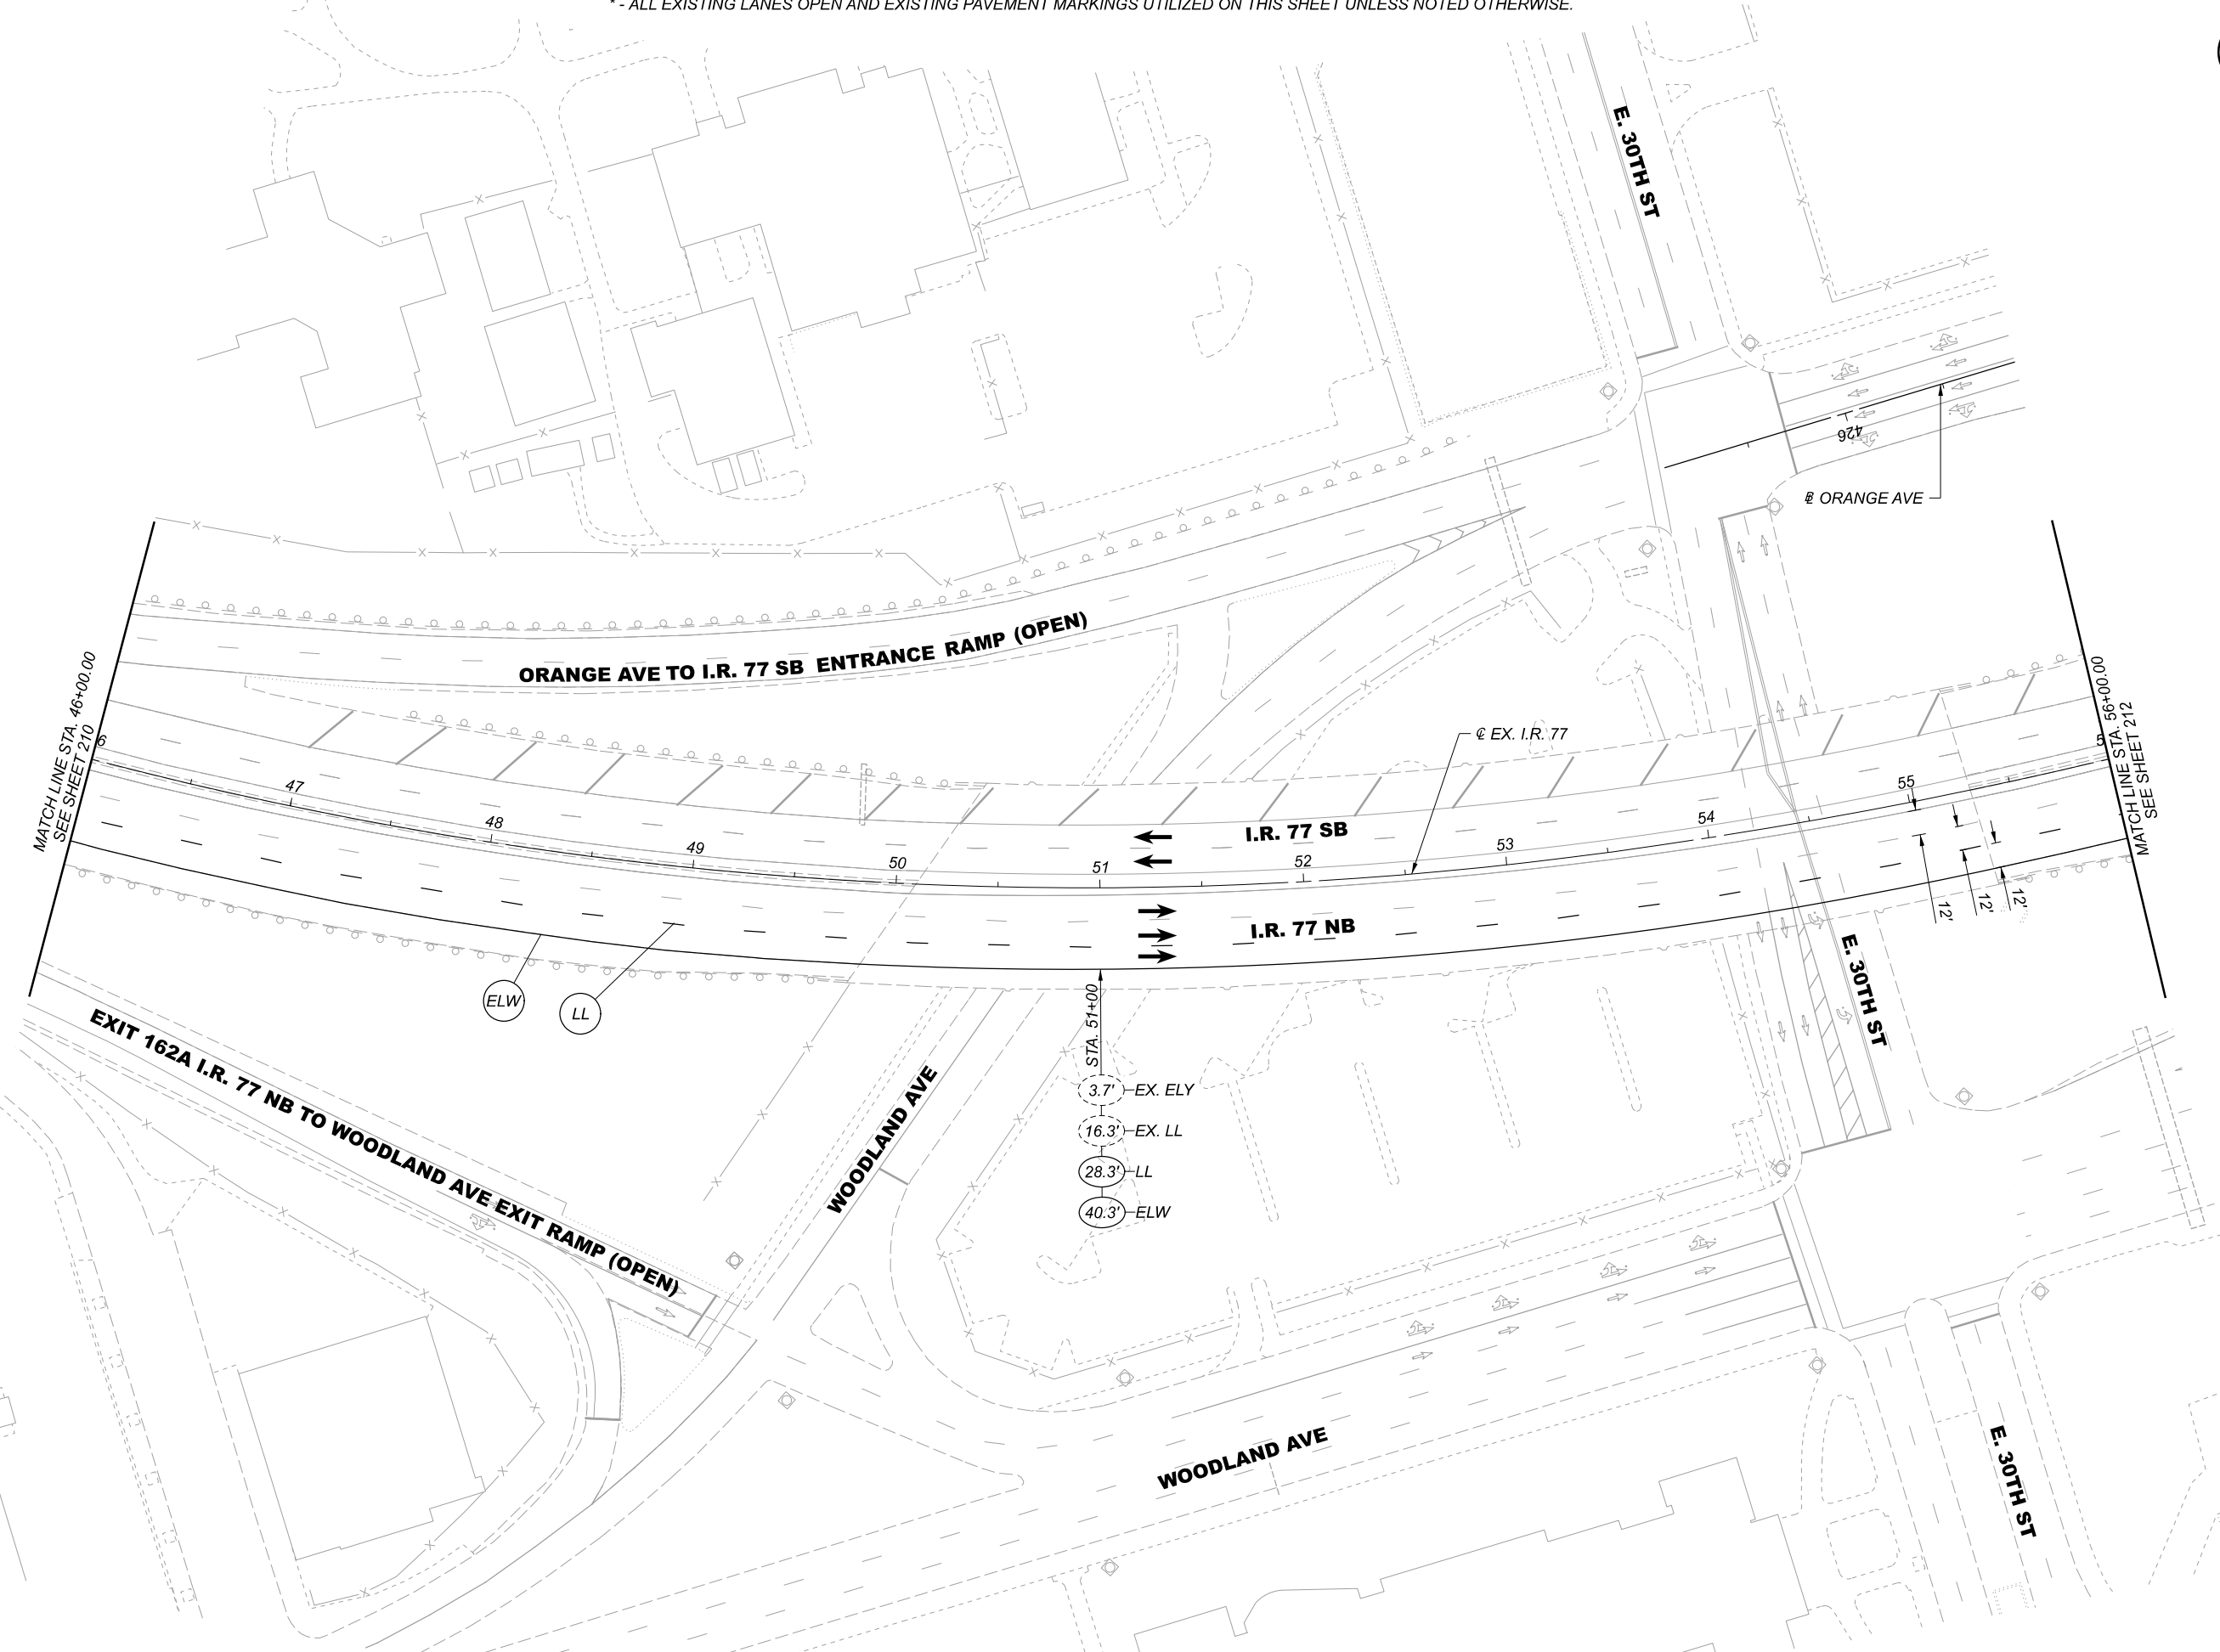 * - ALL EXISTING LANES OPEN AND EXISTING PAVEMENT MARKINGS UTILIZED ON THIS SHEET UNLESS NOTED OTHERWISE.
E. 30TH ST
426
℄ ORANGE AVE
ORANGE AVE TO I.R. 77 SB ENTRANCE RAMP (OPEN)
MATCH LINE STA. 46+00.00
SEE SHEET 210
MATCH LINE STA. 56+00.00
SEE SHEET 212
℄ EX. I.R. 77
6
47
48
49
50
51
52
53
54
55
5
I.R. 77 SB
I.R. 77 NB
12'
12'
12'
ELW
LL
STA. 51+00
3.7'
EX. ELY
16.3'
EX. LL
28.3'
LL
40.3'
ELW
E. 30TH ST
EXIT 162A I.R. 77 NB TO WOODLAND AVE EXIT RAMP (OPEN)
WOODLAND AVE
WOODLAND AVE
E. 30TH ST